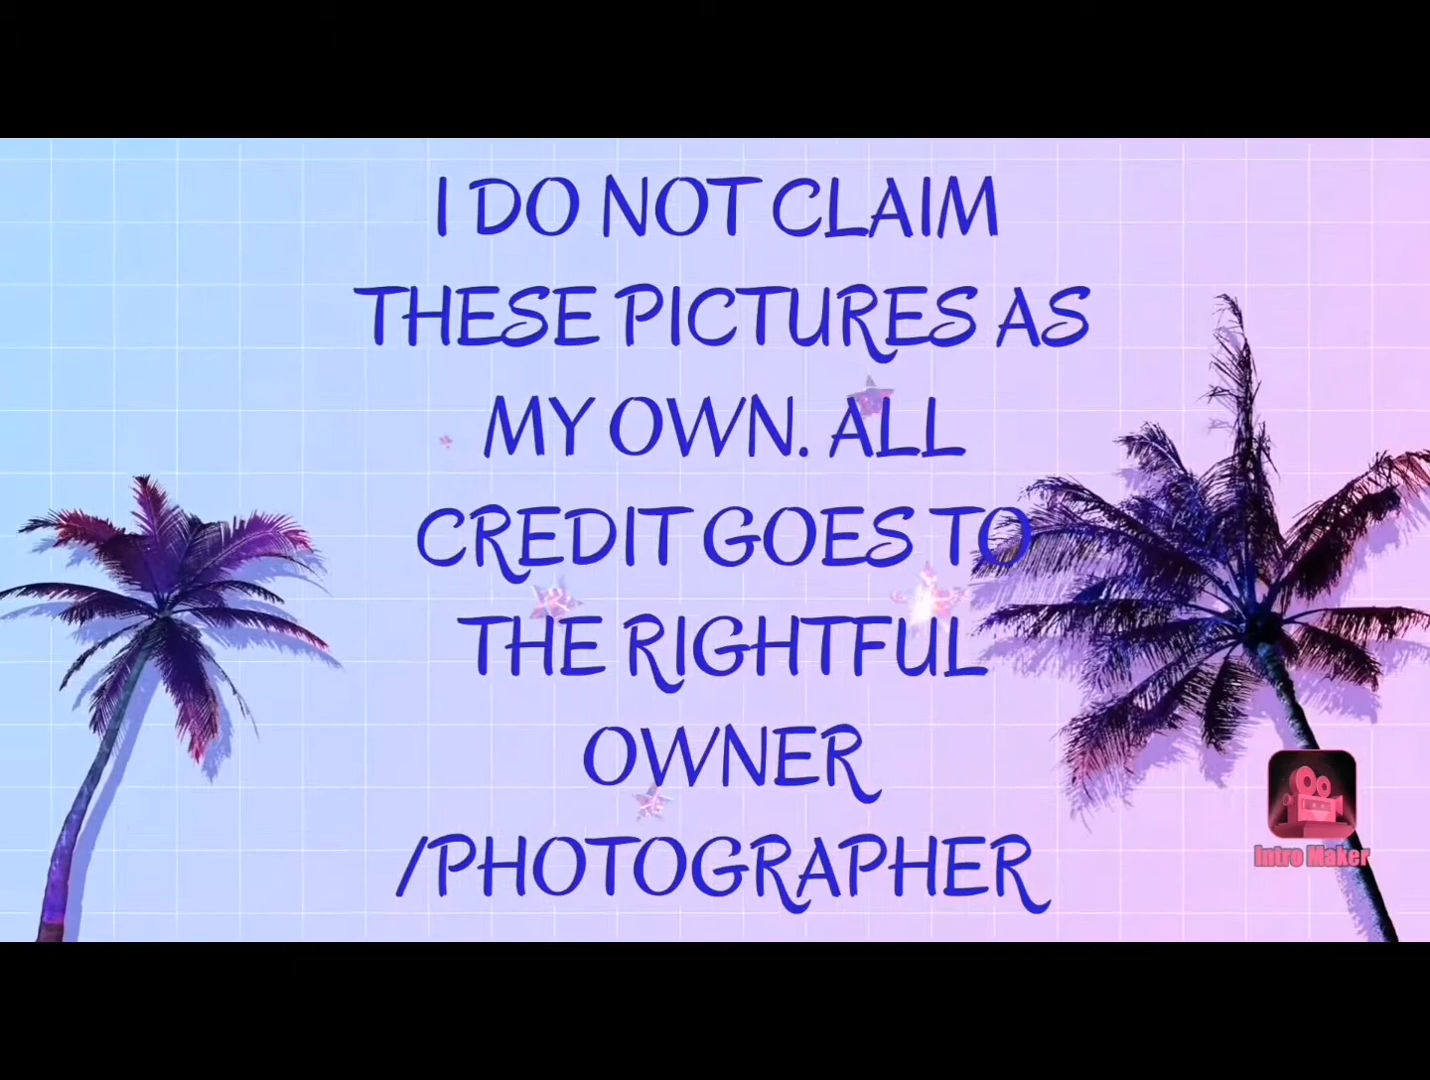 I DO NOT CLAIM
THESE PICTURES AS
MY OWN. ALL
CREDIT GOES TO
THE RIGHTFUL
OWNER
/PHOTOGRAPHER
Intro Maker